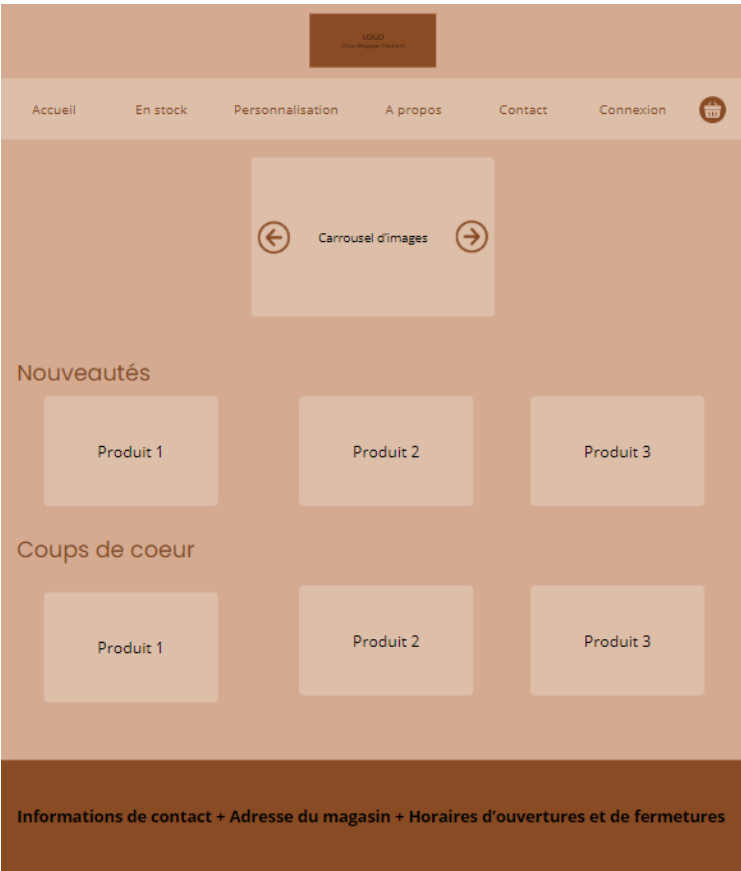 LOGO
Accueil En stock Personnalisation A propos Contact Connexion
Carrousel d'images
Nouveautés
Produit 1 Produit 2 Produit 3
Coups de coeur
Produit 1 Produit 2 Produit 3
Informations de contact + Adresse du magasin + Horaires d'ouvertures et de fermetures